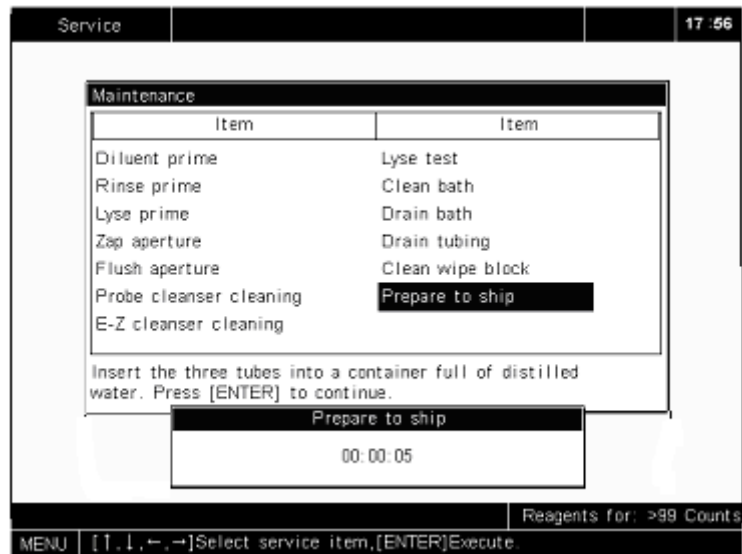 Service 17:56
Maintenance
Item Item
Diluent prime Lyse test
Rinse prime Clean bath
Lyse prime Drain bath
Zap aperture Drain tubing
Flush aperture Clean wipe block
Probe cleanser cleaning Prepare to ship
E-Z cleanser cleaning
Insert the three tubes into a container full of distilled
water. Press [ENTER] to continue.
Prepare to ship
00:00:05
Reagents for: >99 Counts
MENU [↑,↓,←,→]Select service item,[ENTER]Execute.